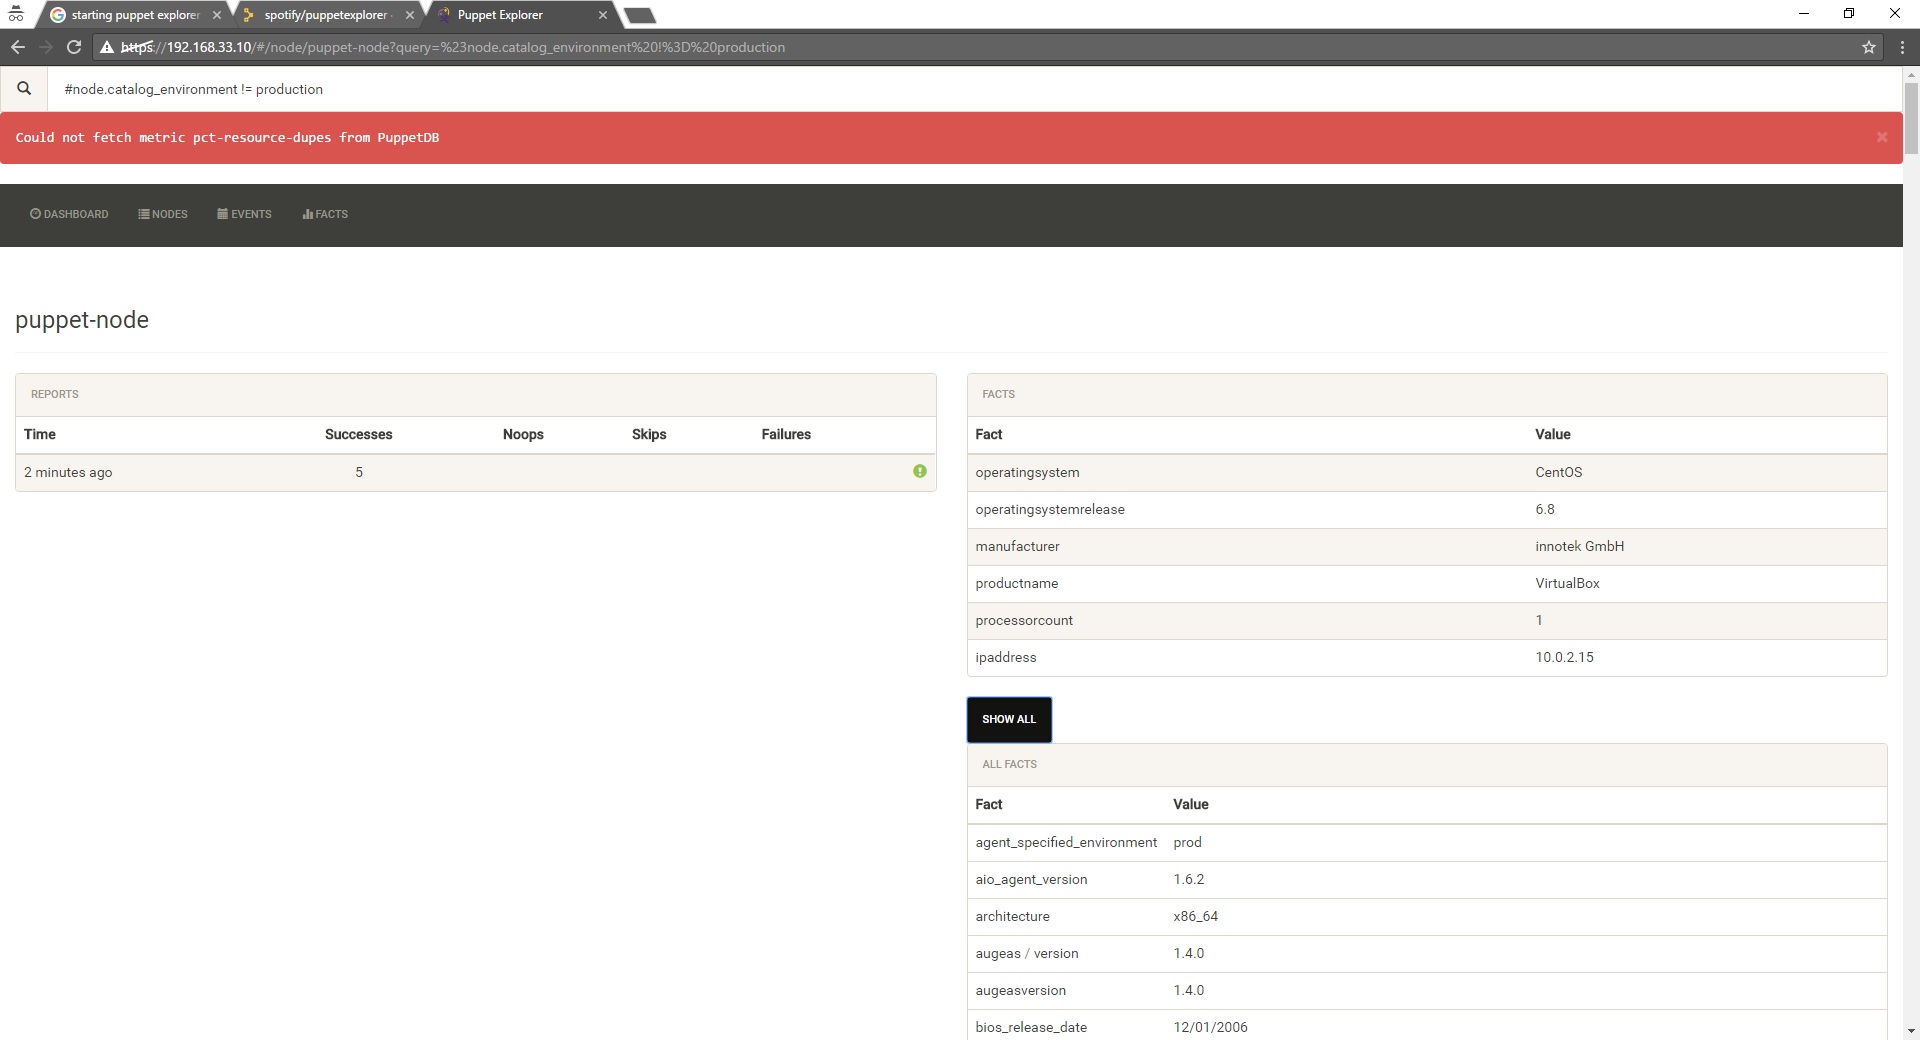 starting puppet explorer
spotify/puppetexplorer
Puppet Explorer
https://192.168.33.10/#/node/puppet-node?query=%23node.catalog_environment%20!%3D%20production
#node.catalog_environment != production
Could not fetch metric pct-resource-dupes from PuppetDB
DASHBOARD NODES EVENTS FACTS
puppet-node
REPORTS
Time Successes Noops Skips Failures
2 minutes ago 5
FACTS
Fact Value
operatingsystem CentOS
operatingsystemrelease 6.8
manufacturer innotek GmbH
productname VirtualBox
processorcount 1
ipaddress 10.0.2.15
SHOW ALL
ALL FACTS
Fact Value
agent_specified_environment prod
aio_agent_version 1.6.2
architecture x86_64
augeas / version 1.4.0
augeasversion 1.4.0
bios_release_date 12/01/2006